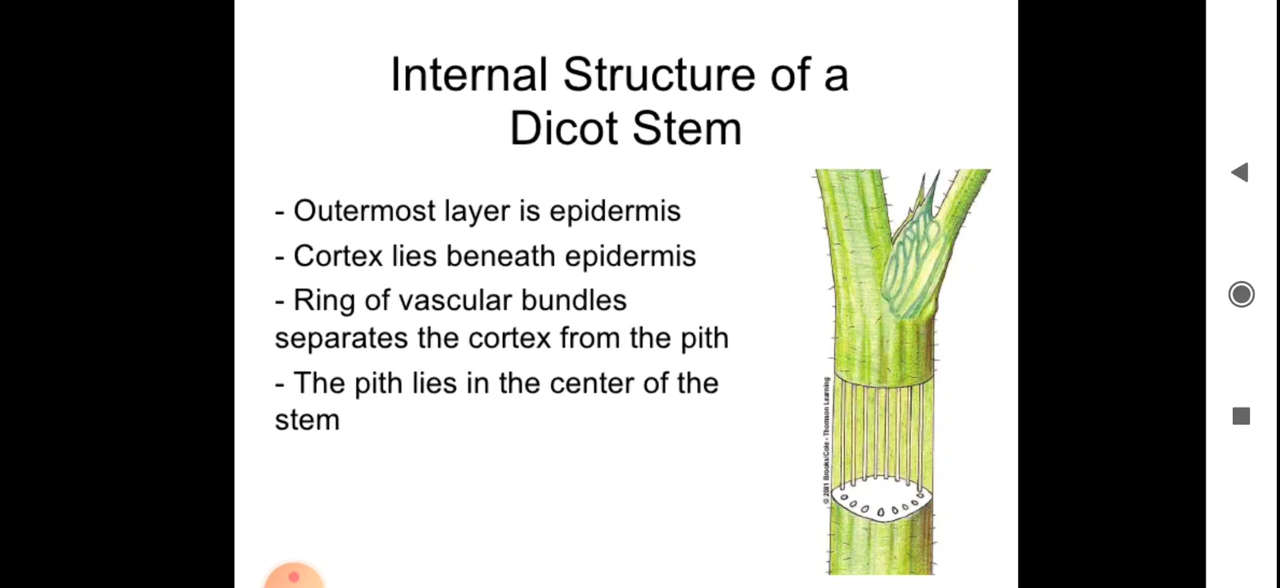 Internal Structure of a
Dicot Stem
- Outermost layer is epidermis
- Cortex lies beneath epidermis
- Ring of vascular bundles
separates the cortex from the pith
- The pith lies in the center of the
stem
© 2001 Brooks/Cole - Thomson Learning